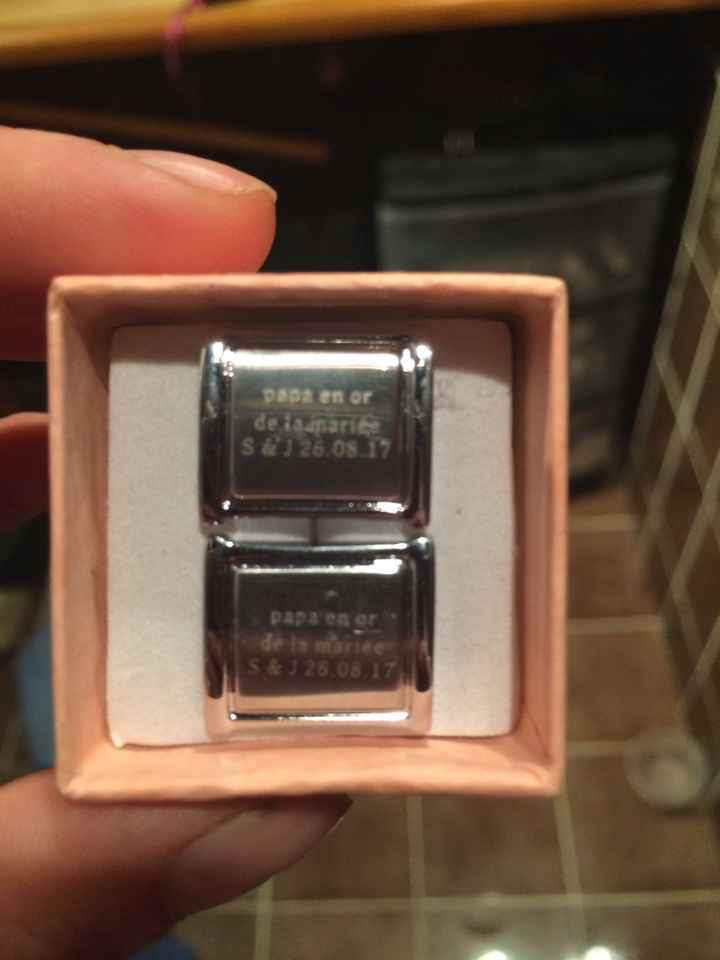 papa en or
de la mariée
S & J 26.08.17
papa en or
de la mariée
S & J 26.08.17